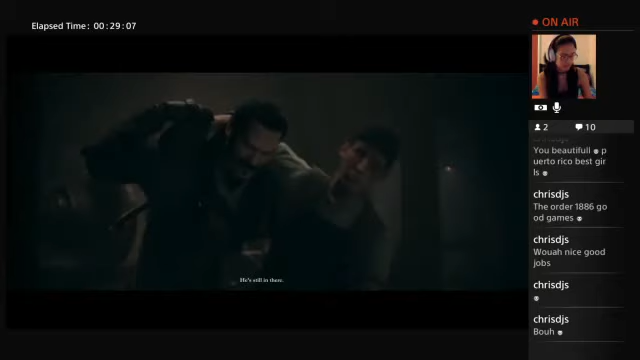 Elapsed Time: 00:29:07
ON AIR
2
10
You beautifull p
uerto rico best gir
ls
chrisdjs
The order 1886 go
od games
chrisdjs
Wouah nice good
jobs
chrisdjs
chrisdjs
Bouh
He's still in there.